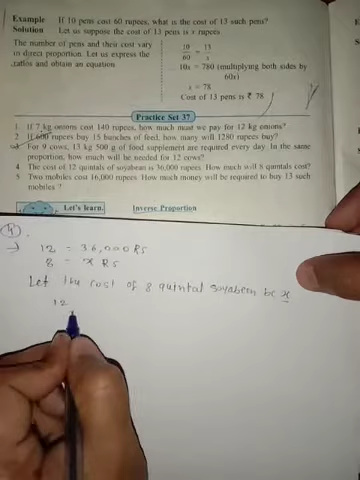 Example If 10 pens cost 60 rupees, what is the cost of 13 such pens?
Solution Let us suppose the cost of 13 pens is x rupees
The number of pens and their cost vary
in direct proportion. Let us express the
ratios and obtain an equation
10/60 = 13/x
10x = 780 (multiplying both sides by
60x)
x = 78
Cost of 13 pens is ₹ 78
Practice Set 37
1. If 7 kg onions cost 140 rupees, how much must we pay for 12 kg onions?
2. If 600 rupees buy 15 bunches of feed, how many will 1280 rupees buy?
3. For 9 cows, 13 kg 500 g of food supplement are required every day. In the same
proportion, how much will be needed for 12 cows?
4. The cost of 12 quintals of soyabean is 36,000 rupees. How much will 8 quintals cost?
5. Two mobiles cost 16,000 rupees. How much money will be required to buy 13 such
mobiles ?
Let's learn. Inverse Proportion
4.
→ 12 = 36,000 Rs
8 = x Rs
Let the cost of 8 quintal soyabeen be x
12